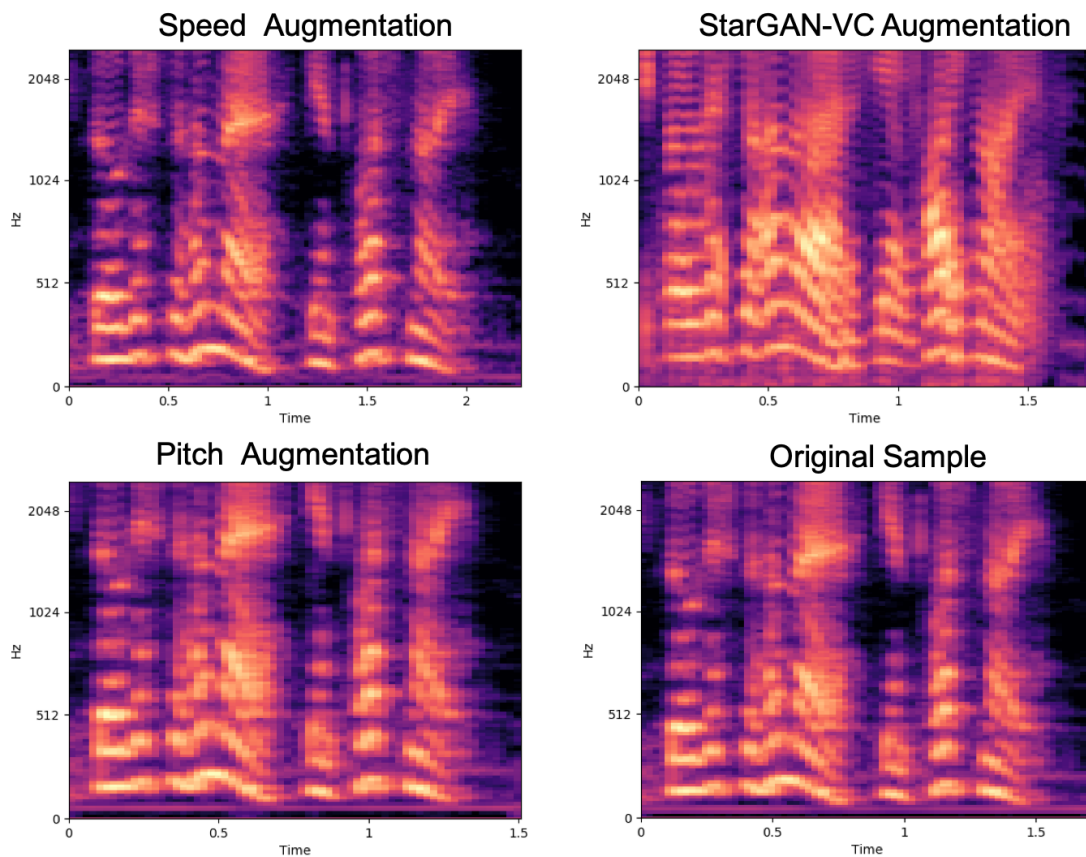 Speed  Augmentation
2048
1024
512
0
Hz
0
0.5
1
1.5
2
Time
StarGAN-VC Augmentation
2048
1024
512
0
Hz
0
0.5
1
1.5
Time
Pitch  Augmentation
2048
1024
512
0
Hz
0
0.5
1
1.5
Time
Original Sample
2048
1024
512
0
Hz
0
0.5
1
1.5
Time